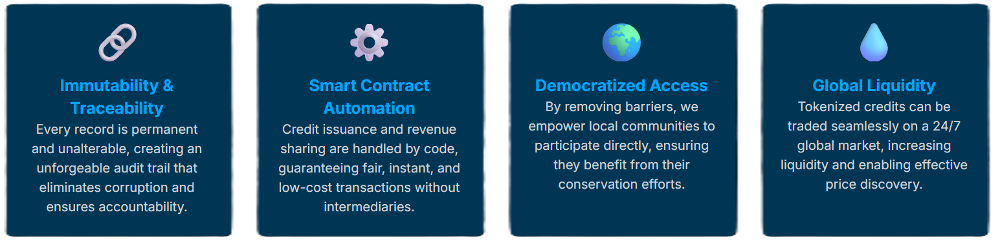 Immutability &
Traceability
Every record is permanent
and unalterable, creating an
unforgeable audit trail that
eliminates corruption and
ensures accountability.
Smart Contract
Automation
Credit issuance and revenue
sharing are handled by code,
guaranteeing fair, instant, and
low-cost transactions without
intermediaries.
Democratized Access
By removing barriers, we
empower local communities to
participate directly, ensuring
they benefit from their
conservation efforts.
Global Liquidity
Tokenized credits can be
traded seamlessly on a 24/7
global market, increasing
liquidity and enabling effective
price discovery.